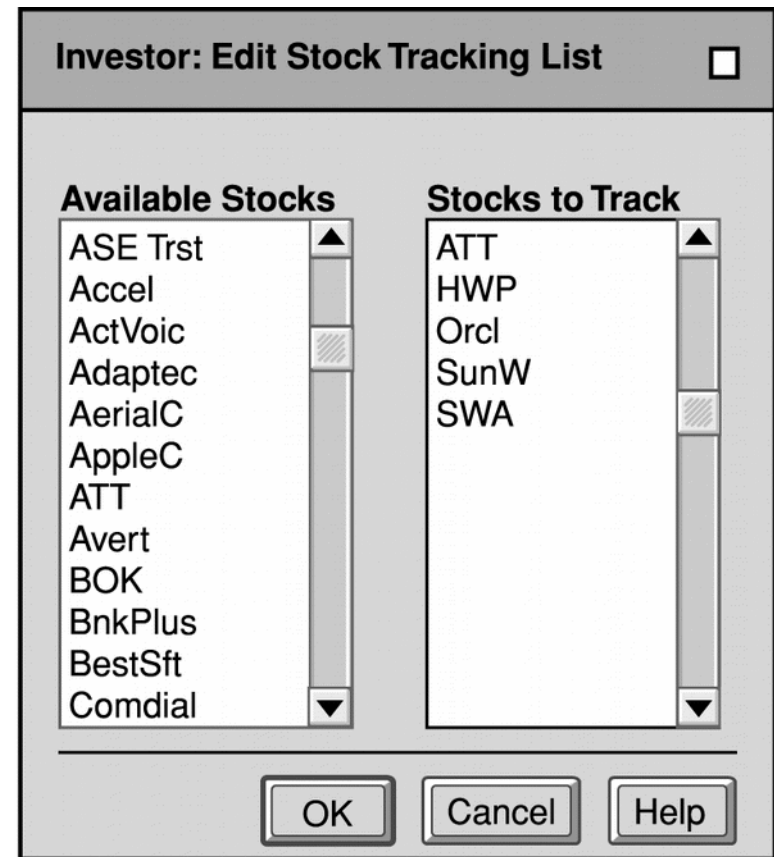 Investor: Edit Stock Tracking List
Available Stocks
ASE Trst
Accel
ActVoic
Adaptec
AerialC
AppleC
ATT
Avert
BOK
BnkPlus
BestSft
Comdial
Stocks to Track
ATT
HWP
Orcl
SunW
SWA
OK
Cancel
Help